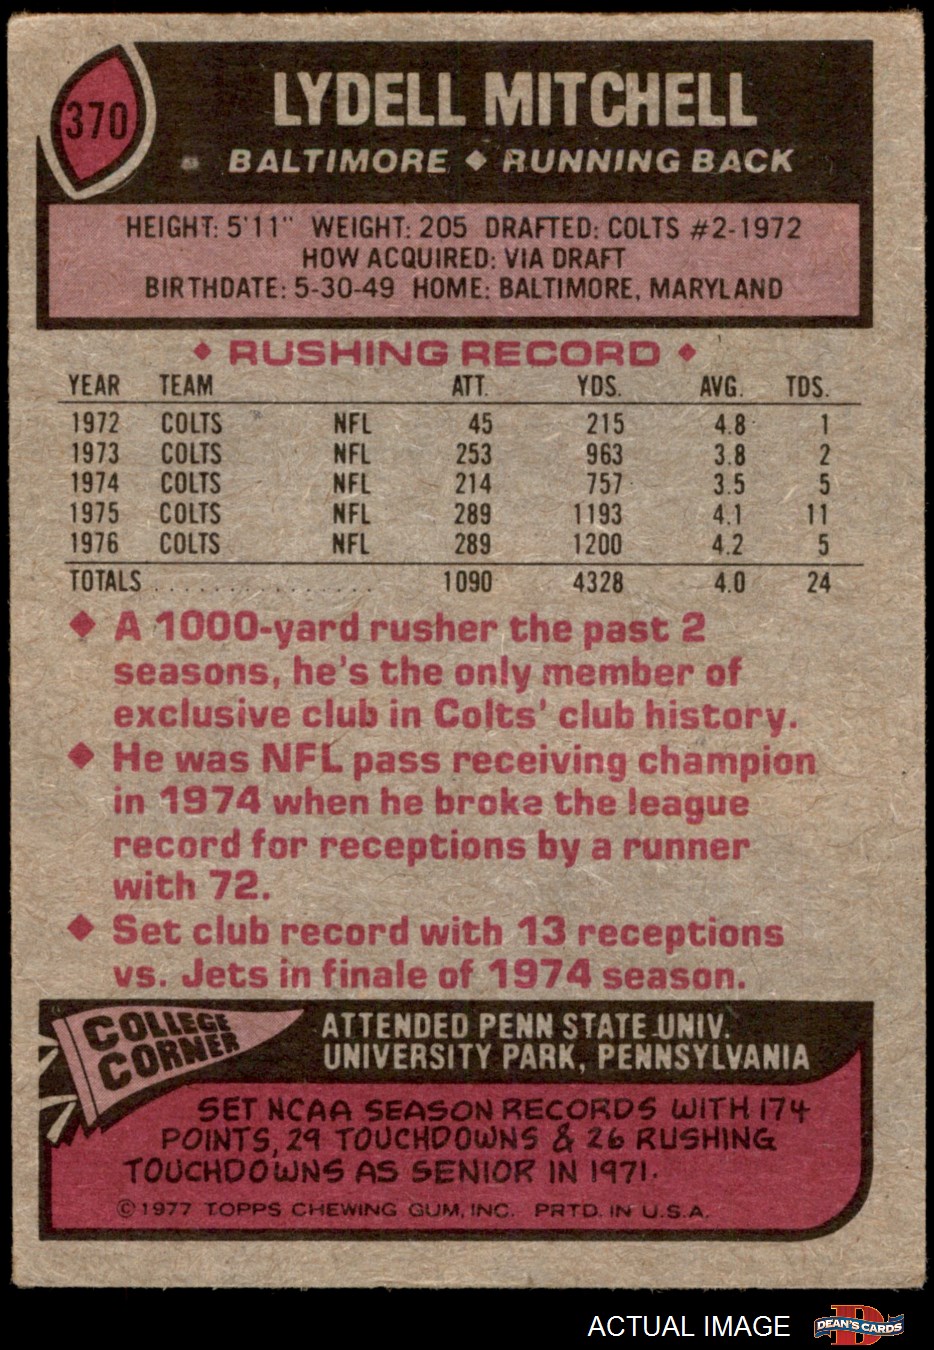 370
LYDELL MITCHELL
BALTIMORE ♦ RUNNING BACK
HEIGHT: 5'11" WEIGHT: 205 DRAFTED: COLTS #2-1972
HOW ACQUIRED: VIA DRAFT
BIRTHDATE: 5-30-49 HOME: BALTIMORE, MARYLAND
♦ RUSHING RECORD ♦
YEAR TEAM ATT. YDS. AVG. TDS.
1972 COLTS NFL 45 215 4.8 1
1973 COLTS NFL 253 963 3.8 2
1974 COLTS NFL 214 757 3.5 5
1975 COLTS NFL 289 1193 4.1 11
1976 COLTS NFL 289 1200 4.2 5
TOTALS . . . . . . . . . . . . . . 1090 4328 4.0 24
♦ A 1000-yard rusher the past 2
seasons, he's the only member of
exclusive club in Colts' club history.
♦ He was NFL pass receiving champion
in 1974 when he broke the league
record for receptions by a runner
with 72.
♦ Set club record with 13 receptions
vs. Jets in finale of 1974 season.
COLLEGE
CORNER
ATTENDED PENN STATE UNIV.
UNIVERSITY PARK, PENNSYLVANIA
SET NCAA SEASON RECORDS WITH 174
POINTS, 29 TOUCHDOWNS & 26 RUSHING
TOUCHDOWNS AS SENIOR IN 1971.
© 1977 TOPPS CHEWING GUM, INC. PRTD. IN U.S.A.
ACTUAL IMAGE
D
DEAN'S CARDS